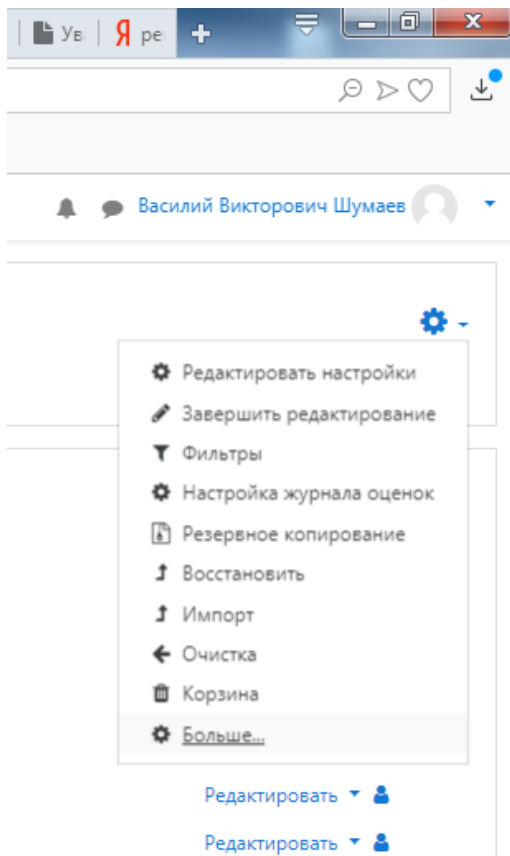 Ув Я ре
Василий Викторович Шумаев
Редактировать настройки
Завершить редактирование
Фильтры
Настройка журнала оценок
Резервное копирование
Восстановить
Импорт
Очистка
Корзина
Больше...
Редактировать
Редактировать